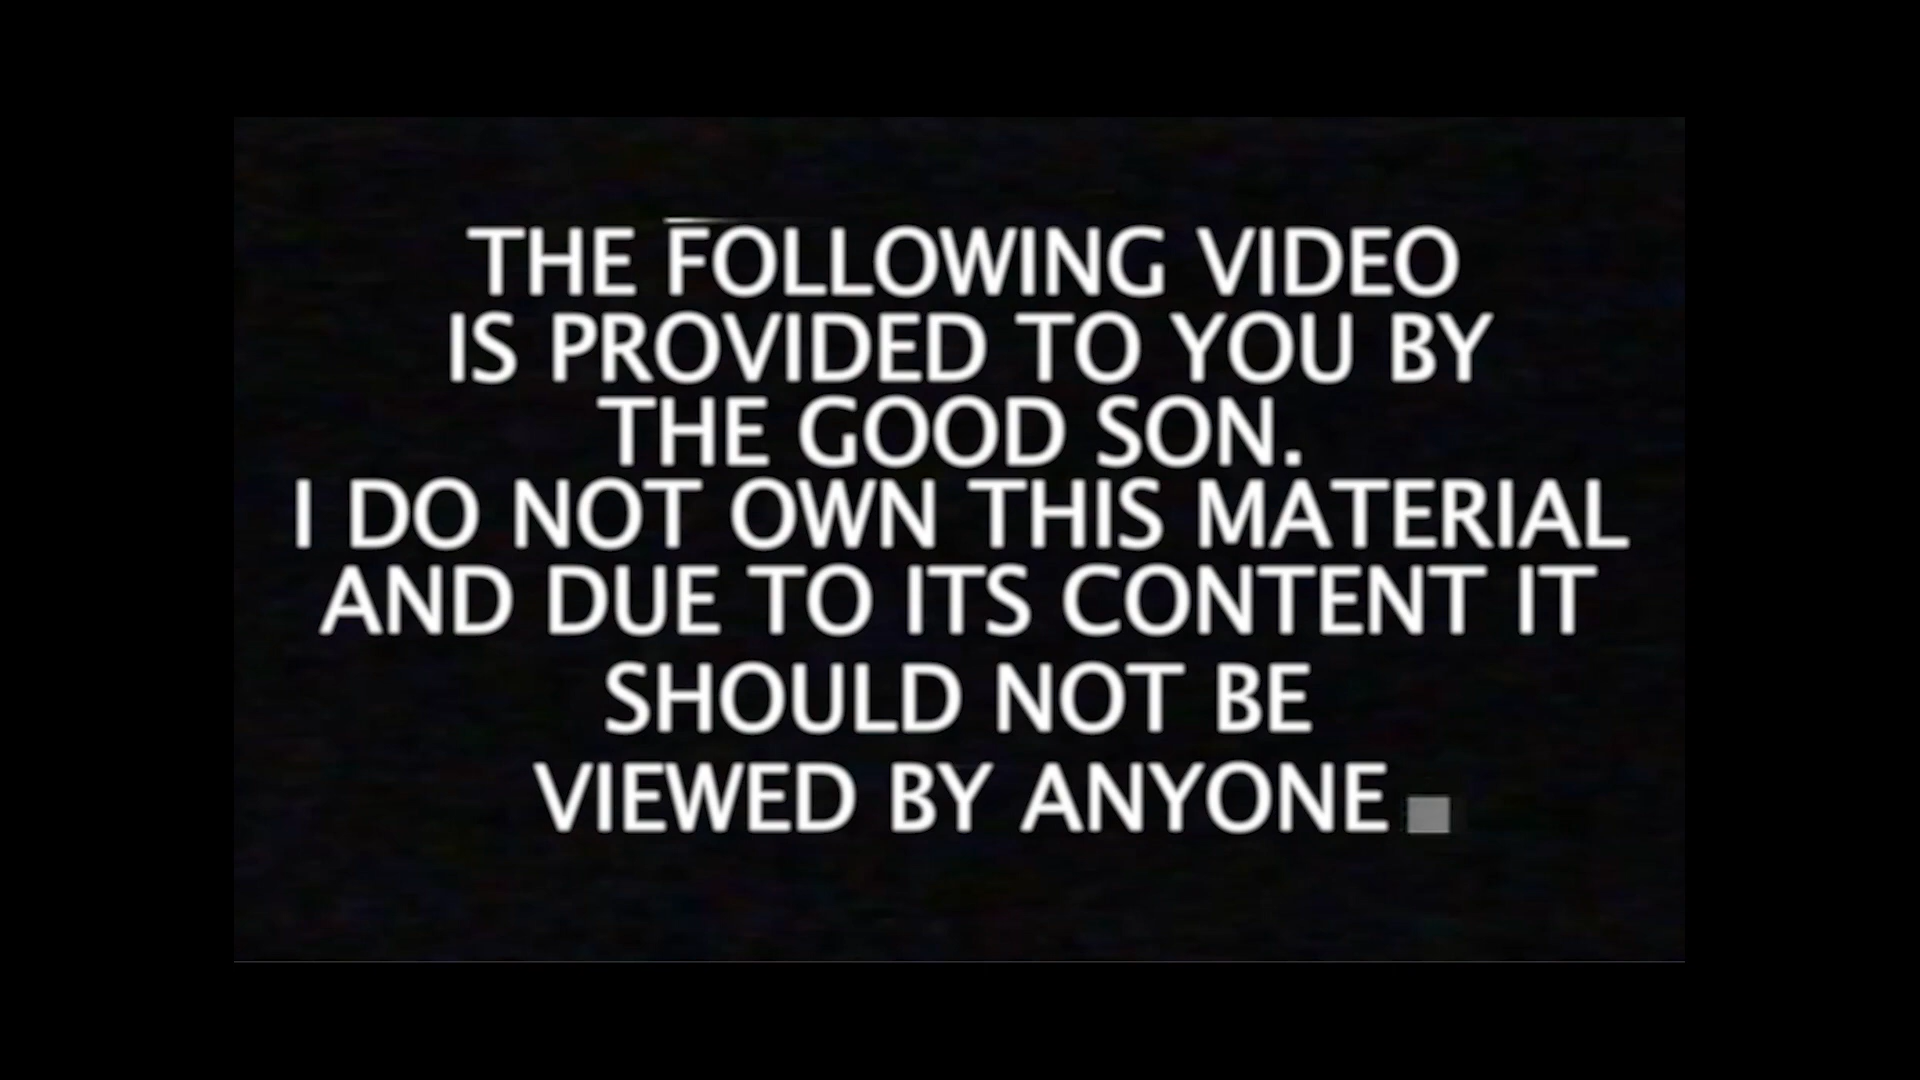 THE FOLLOWING VIDEO
IS PROVIDED TO YOU BY
THE GOOD SON.
I DO NOT OWN THIS MATERIAL
AND DUE TO ITS CONTENT IT
SHOULD NOT BE
VIEWED BY ANYONE